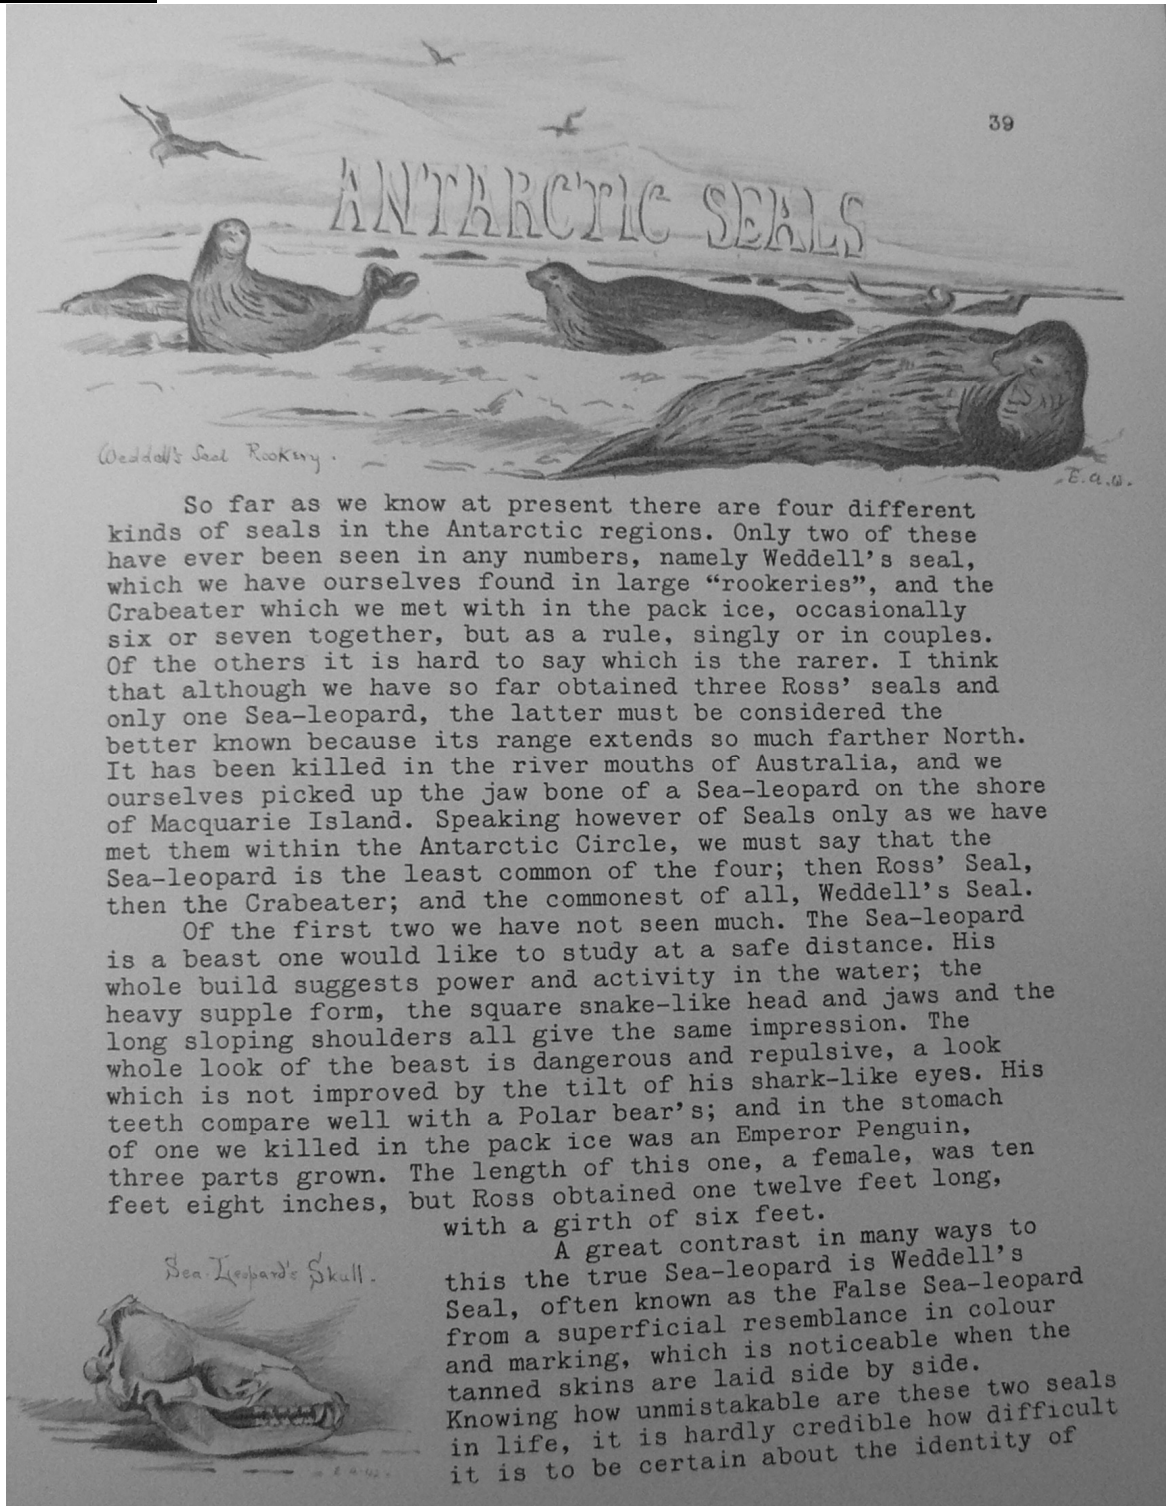 39
ANTARCTIC SEALS
Weddell's Seal Rookery.
E.A.W.
So far as we know at present there are four different
kinds of seals in the Antarctic regions. Only two of these
have ever been seen in any numbers, namely Weddell's seal,
which we have ourselves found in large “rookeries”, and the
Crabeater which we met with in the pack ice, occasionally
six or seven together, but as a rule, singly or in couples.
Of the others it is hard to say which is the rarer. I think
that although we have so far obtained three Ross’ seals and
only one Sea-leopard, the latter must be considered the
better known because its range extends so much farther North.
It has been killed in the river mouths of Australia, and we
ourselves picked up the jaw bone of a Sea-leopard on the shore
of Macquarie Island. Speaking however of Seals only as we have
met them within the Antarctic Circle, we must say that the
Sea-leopard is the least common of the four; then Ross’ Seal,
then the Crabeater; and the commonest of all, Weddell’s Seal.
Of the first two we have not seen much. The Sea-leopard
is a beast one would like to study at a safe distance. His
whole build suggests power and activity in the water; the
heavy supple form, the square snake-like head and jaws and the
long sloping shoulders all give the same impression. The
whole look of the beast is dangerous and repulsive, a look
which is not improved by the tilt of his shark-like eyes. His
teeth compare well with a Polar bear’s; and in the stomach
of one we killed in the pack ice was an Emperor Penguin,
three parts grown. The length of this one, a female, was ten
feet eight inches, but Ross obtained one twelve feet long,
with a girth of six feet.
A great contrast in many ways to
this the true Sea-leopard is Weddell’s
Seal, often known as the False Sea-leopard
from a superficial resemblance in colour
and marking, which is noticeable when the
tanned skins are laid side by side.
Knowing how unmistakable are these two seals
in life, it is hardly credible how difficult
it is to be certain about the identity of
Sea-Leopard's Skull.